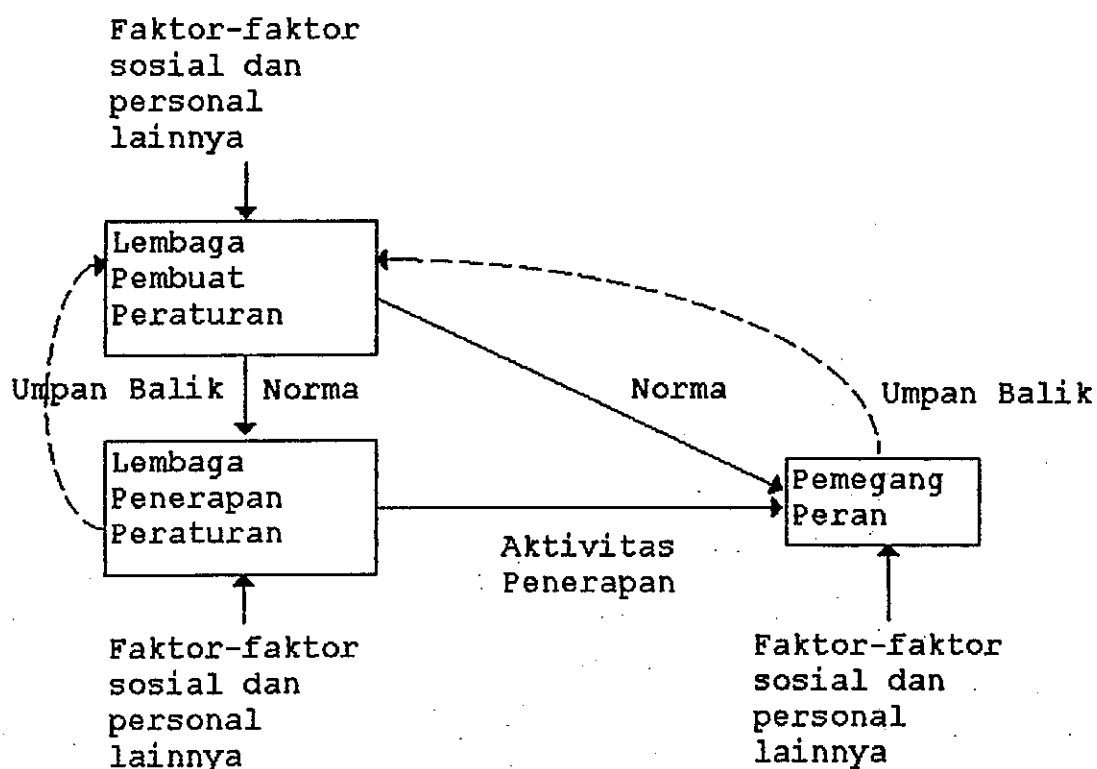 Faktor-faktor
sosial dan
personal
lainnya
Lembaga
Pembuat
Peraturan
Umpan Balik
Norma
Norma
Umpan Balik
Lembaga
Penerapan
Peraturan
Pemegang
Peran
Aktivitas
Penerapan
Faktor-faktor
sosial dan
personal
lainnya
Faktor-faktor
sosial dan
personal
lainnya